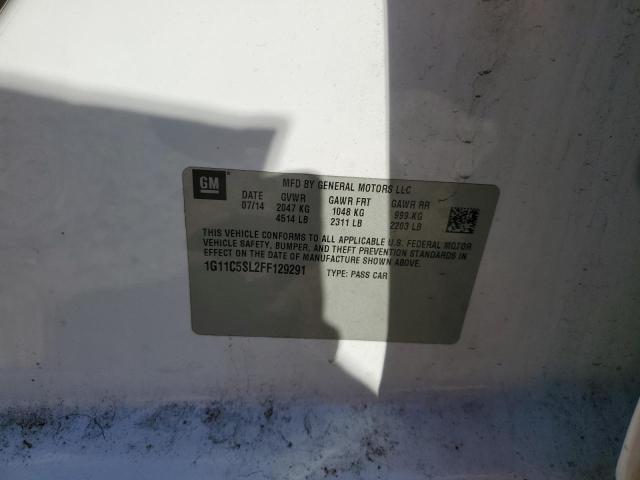 GM
MFD BY GENERAL MOTORS LLC
DATE GVWR GAWR FRT GAWR RR
07/14 2047 KG 1048 KG 999 KG
4514 LB 2311 LB 2203 LB
THIS VEHICLE CONFORMS TO ALL APPLICABLE U.S. FEDERAL MOTOR
VEHICLE SAFETY, BUMPER, AND THEFT PREVENTION STANDARDS IN
EFFECT ON THE DATE OF MANUFACTURE SHOWN ABOVE.
1G11C5SL2FF129291 TYPE: PASS CAR